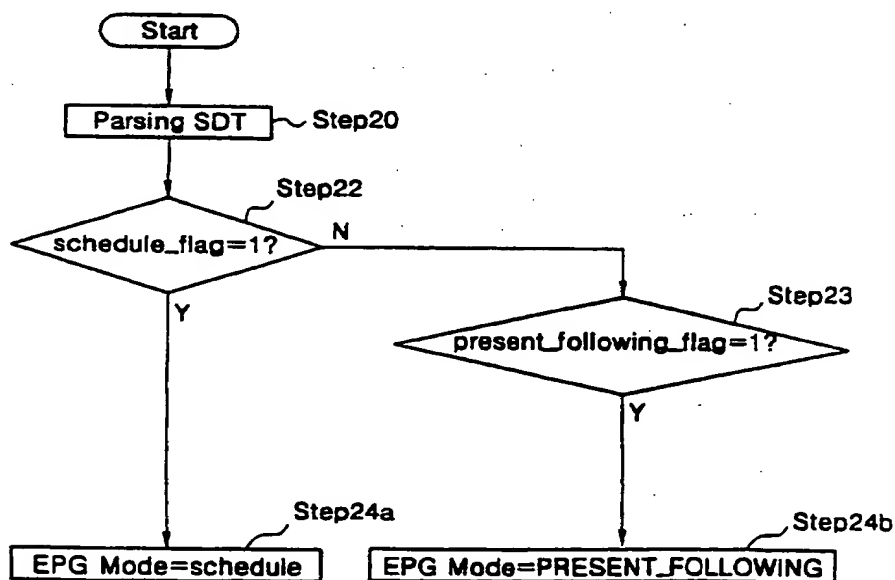 Start
Parsing SDT
Step20
Step22
schedule_flag=1?
N
Y
Step23
present_following_flag=1?
Y
Step24a
EPG Mode=schedule
Step24b
EPG Mode=PRESENT_FOLLOWING